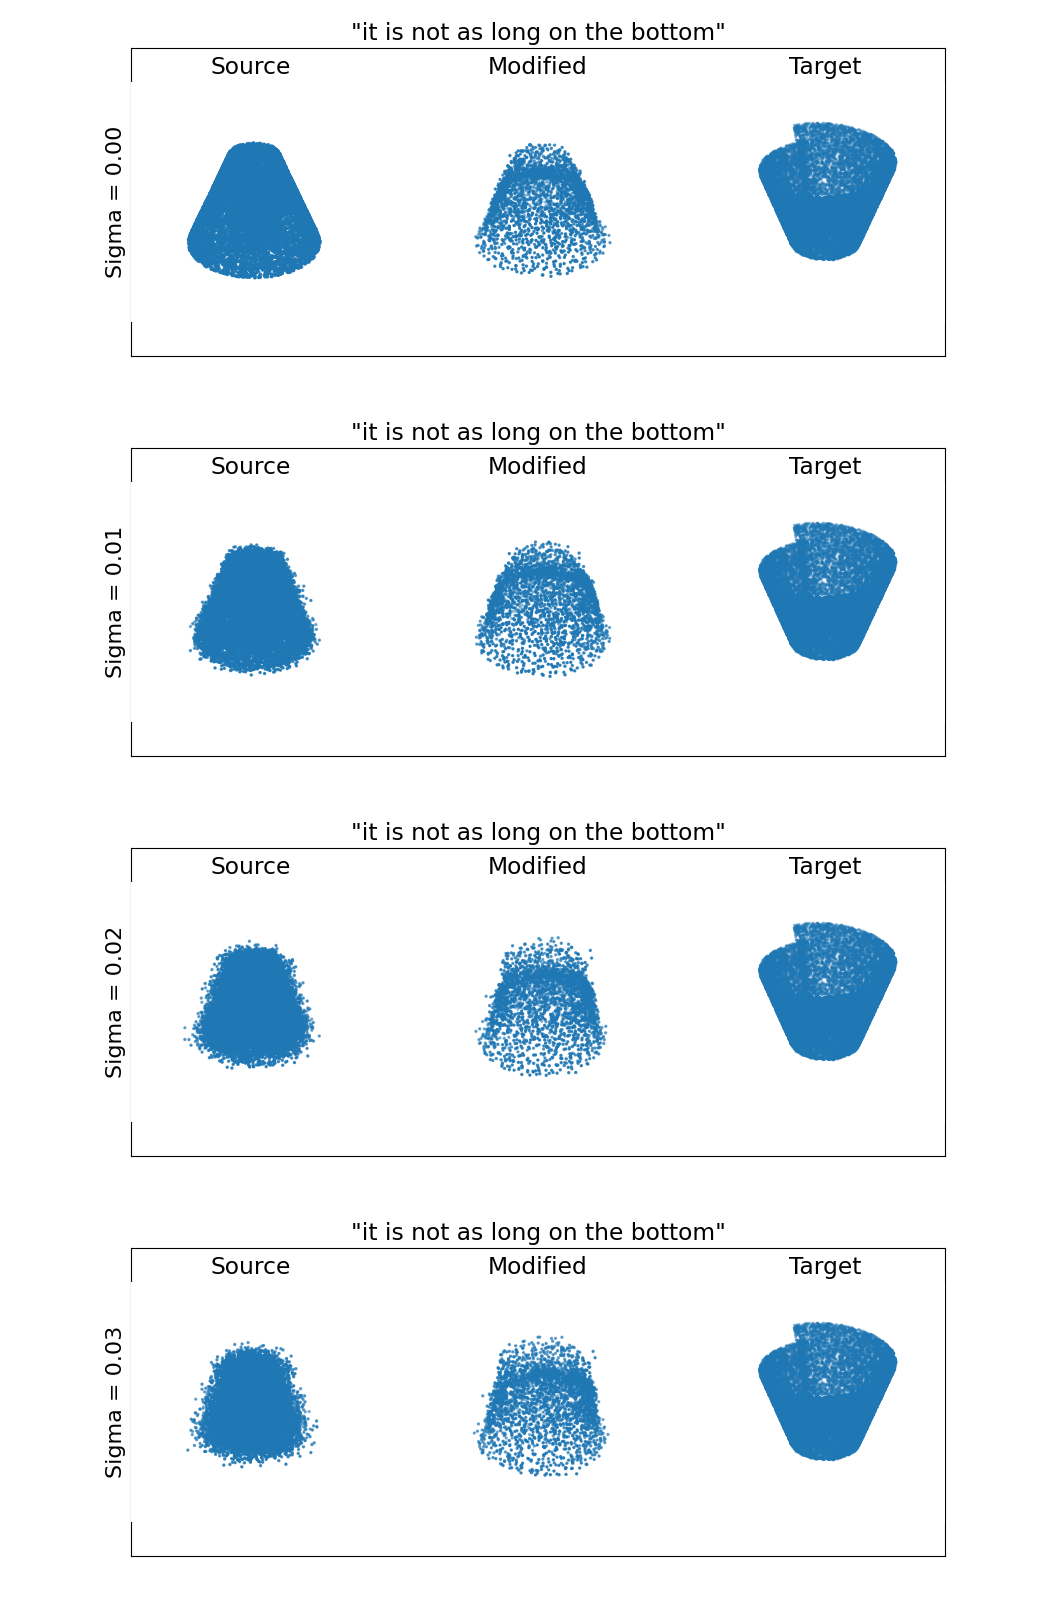 "it is not as long on the bottom"
Source Modified Target
Sigma = 0.00
"it is not as long on the bottom"
Source Modified Target
Sigma = 0.01
"it is not as long on the bottom"
Source Modified Target
Sigma = 0.02
"it is not as long on the bottom"
Source Modified Target
Sigma = 0.03